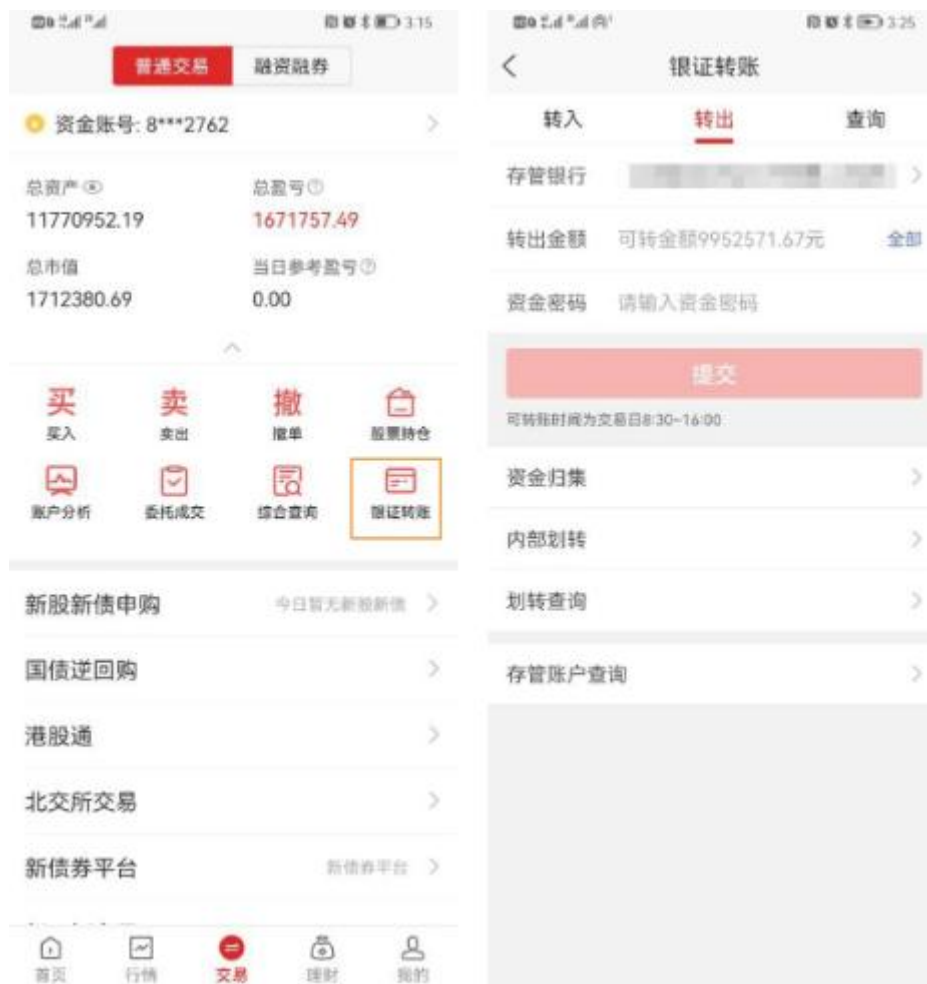 3:15
普通交易 融资融券
资金账号: 8***2762
总资产 总盈亏
11770952.19 1671757.49
总市值 当日参考盈亏
1712380.69 0.00
买 卖 撤
买入 卖出 撤单 股票持仓
账户分析 委托成交 综合查询 银证转账
新股新债申购 今日暂无新股新债
国债逆回购
港股通
北交所交易
新债券平台 新债券平台
首页 行情 交易 理财 我的
3:25
银证转账
转入 转出 查询
存管银行
转出金额 可转金额9952571.67元 全部
资金密码 请输入资金密码
提交
可转账时间为交易日8:30~16:00
资金归集
内部划转
划转查询
存管账户查询